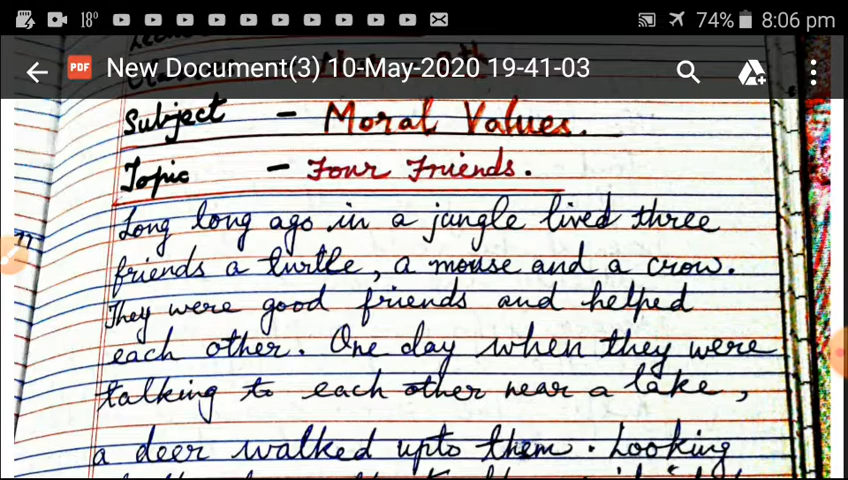 18° 74% 8:06 pm
New Document(3) 10-May-2020 19-41-03
PDF
Subject - Moral Values.
Topic - Four Friends.
Long long ago in a jungle lived three
friends a turtle, a mouse and a crow.
They were good friends and helped
each other. One day when they were
talking to each other near a lake,
a deer walked upto them. Looking